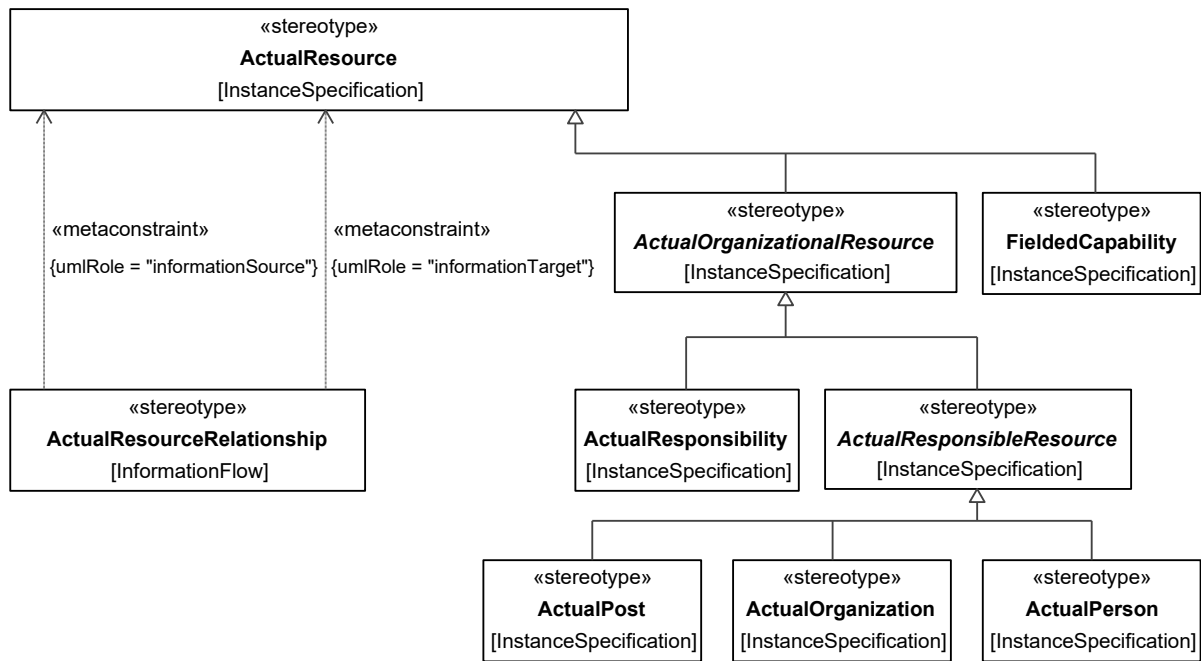 «stereotype»
ActualResource
[InstanceSpecification]
«metaconstraint»
{umlRole = "informationSource"}
«metaconstraint»
{umlRole = "informationTarget"}
«stereotype»
ActualOrganizationalResource
[InstanceSpecification]
«stereotype»
FieldedCapability
[InstanceSpecification]
«stereotype»
ActualResourceRelationship
[InformationFlow]
«stereotype»
ActualResponsibility
[InstanceSpecification]
«stereotype»
ActualResponsibleResource
[InstanceSpecification]
«stereotype»
ActualPost
[InstanceSpecification]
«stereotype»
ActualOrganization
[InstanceSpecification]
«stereotype»
ActualPerson
[InstanceSpecification]